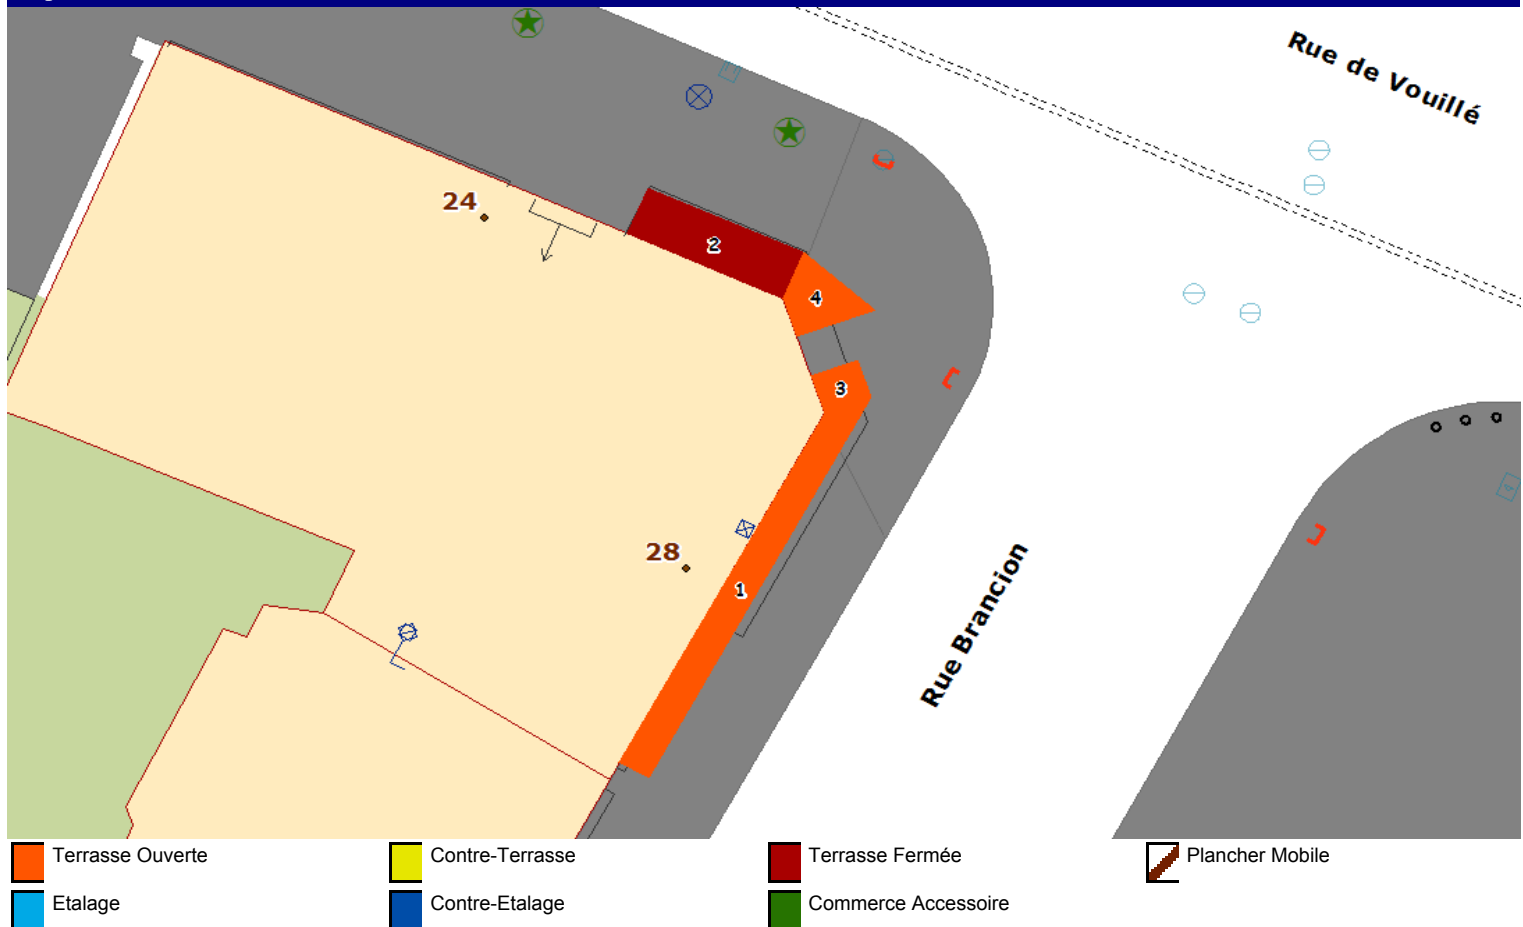 Rue de Vouillé
24
2
4
3
28
1
Rue Brancion
Terrasse Ouverte
Contre-Terrasse
Terrasse Fermée
Plancher Mobile
Etalage
Contre-Etalage
Commerce Accessoire